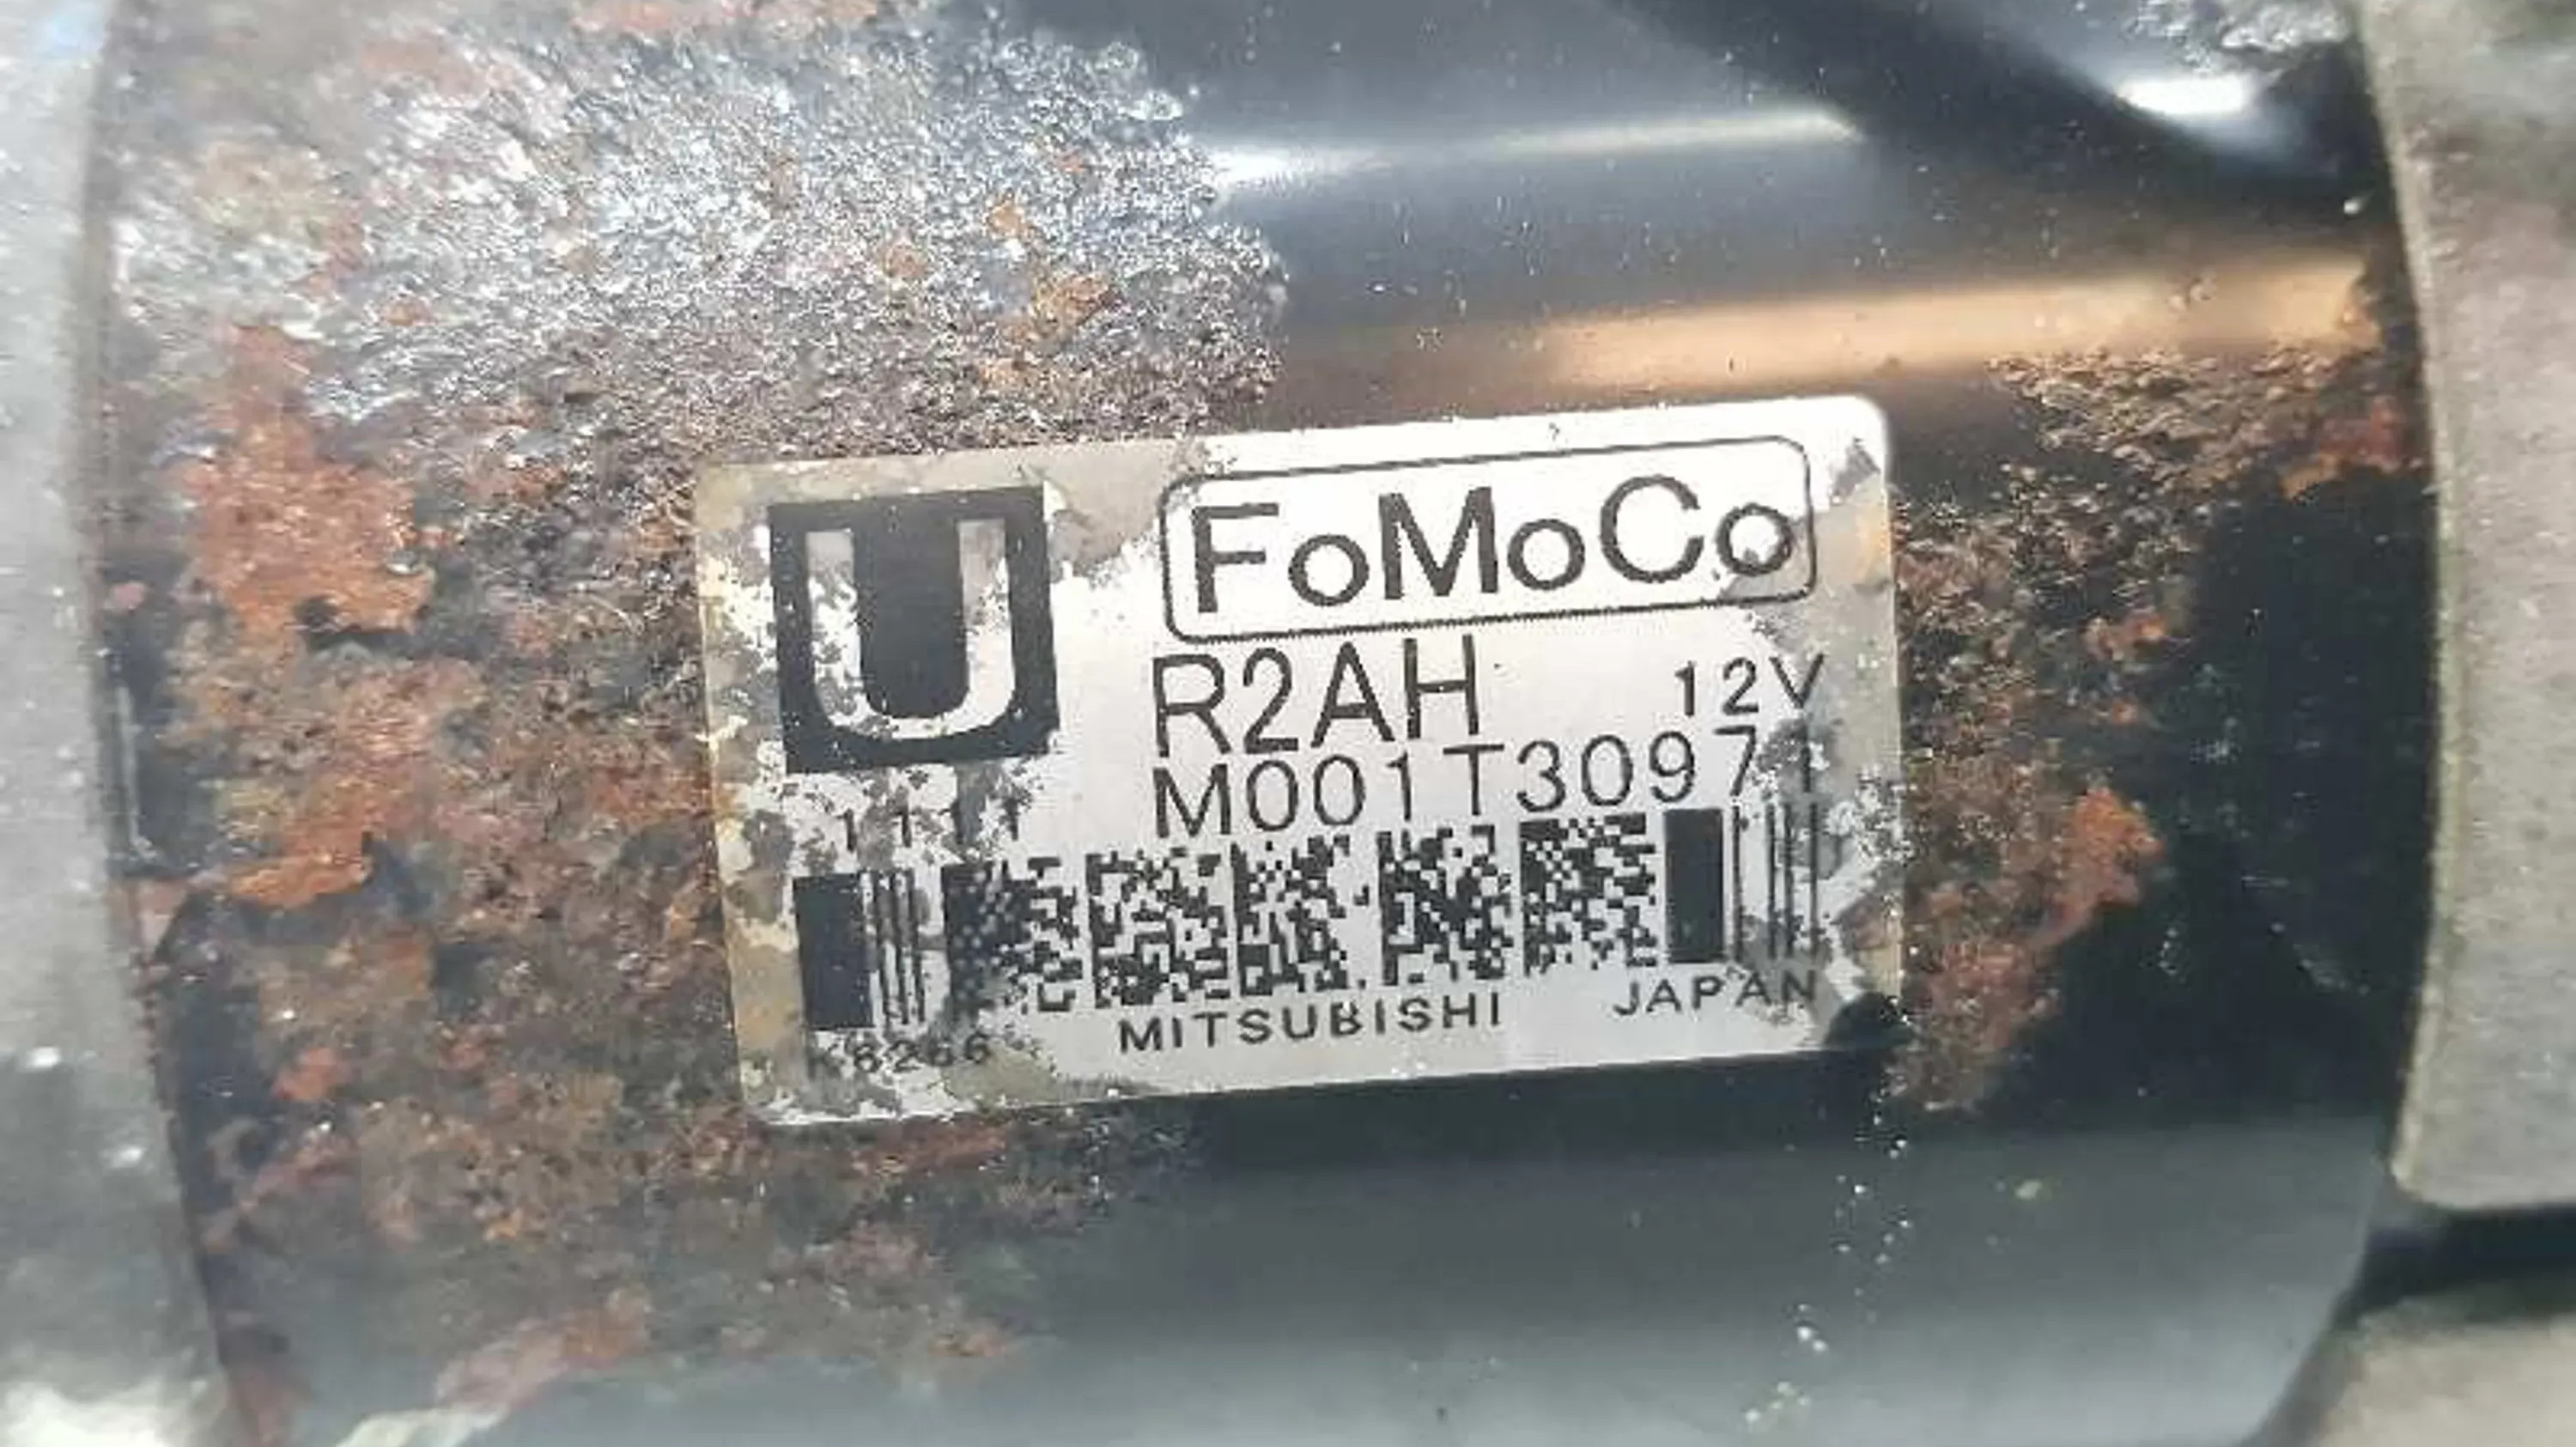 U
FoMoCo
R2AH 12V
M001T30971
MITSUBISHI JAPAN